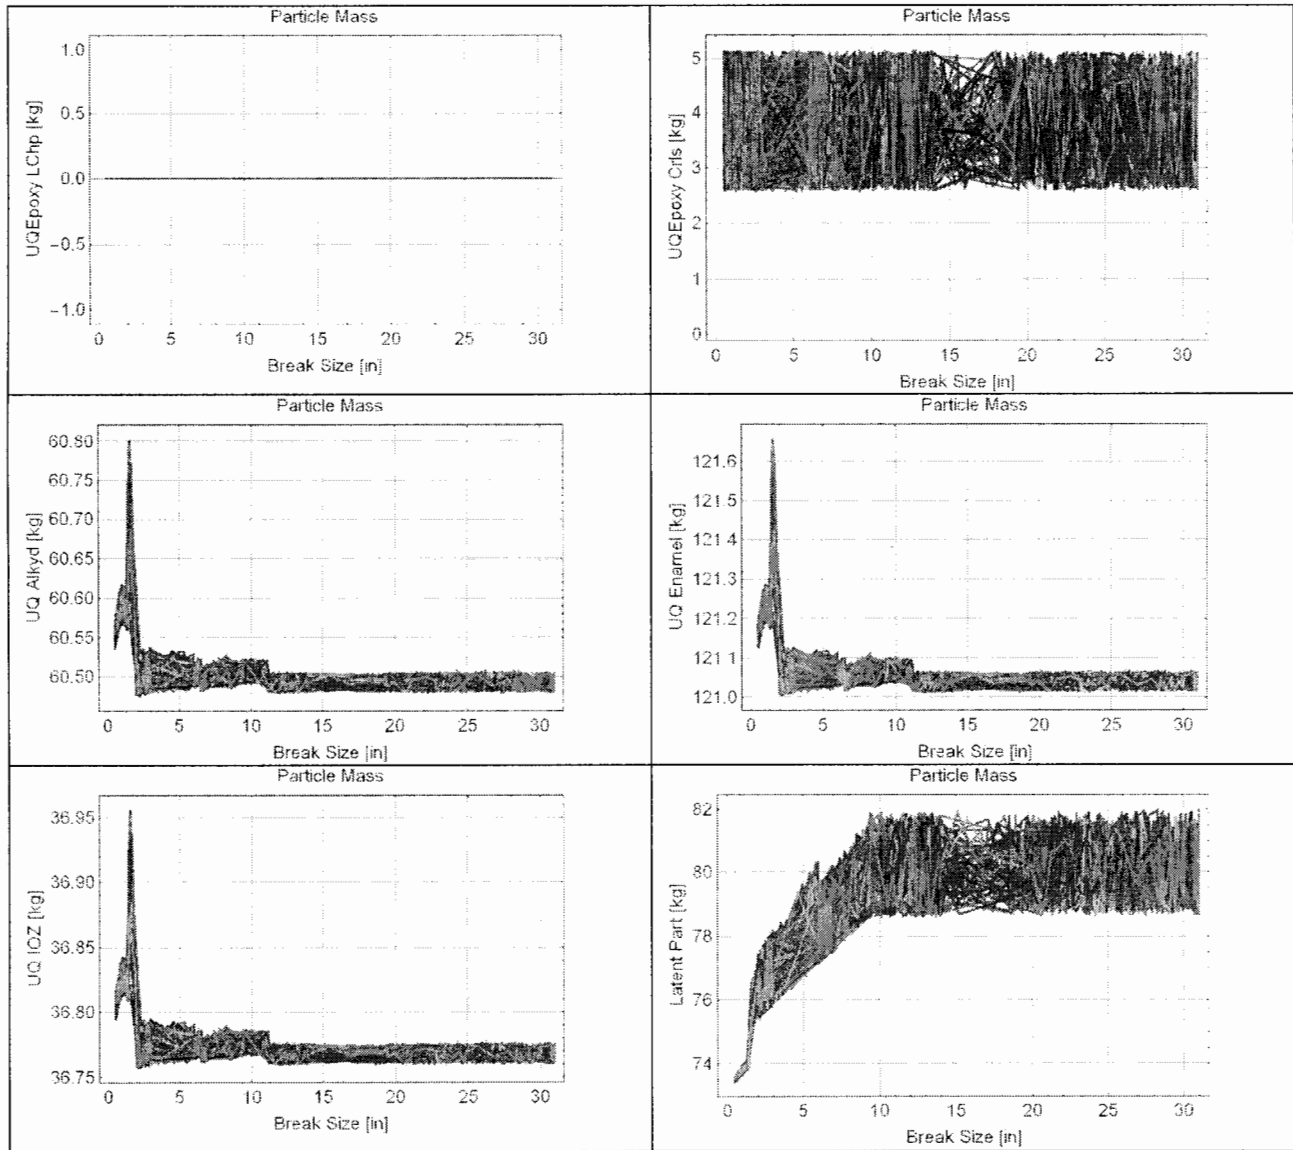 Particle Mass
UQEpoxy LChp [kg]
1.0
0.5
0.0
−0.5
−1.0
0 5 10 15 20 25 30
Break Size [in]
Particle Mass
UQEpoxy Crls [kg]
5
4
3
2
1
0
5 10 15 20 25 30
Break Size [in]
Particle Mass
UQ Alkyd [kg]
60.80
60.75
60.70
60.65
60.60
60.55
60.50
0 5 10 15 20 25 30
Break Size [in]
Particle Mass
UQ Enamel [kg]
121.6
121.5
121.4
121.3
121.2
121.1
121.0
0 5 10 15 20 25 30
Break Size [in]
Particle Mass
UQ IOZ [kg]
36.95
36.90
36.85
36.80
36.75
0 5 10 15 20 25 30
Break Size [in]
Particle Mass
Latent Part [kg]
82
80
78
76
74
0 5 10 15 20 25 30
Break Size [in]